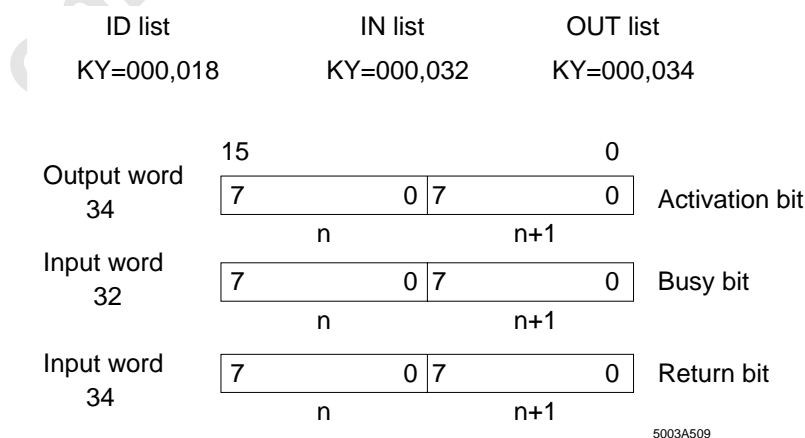 ID list IN list OUT list
KY=000,018 KY=000,032 KY=000,034
15 0
Output word
34
7 0 7 0
Activation bit
n n+1
Input word
32
7 0 7 0
Busy bit
n n+1
Input word
34
7 0 7 0
Return bit
n n+1
5003A509